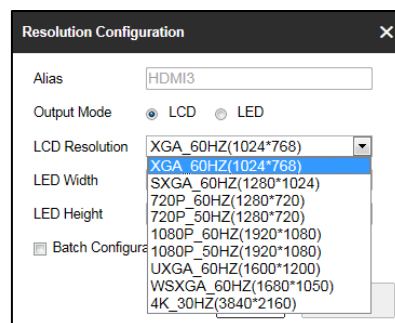 Resolution Configuration
Alias HDMI3
Output Mode LCD LED
LCD Resolution XGA_60HZ(1024*768)
XGA_60HZ(1024*768)
SXGA_60HZ(1280*1024)
LED Width 720P_60HZ(1280*720)
720P_50HZ(1280*720)
LED Height 1080P_60HZ(1920*1080)
Batch Configura 1080P_50HZ(1920*1080)
UXGA_60HZ(1600*1200)
WSXGA_60HZ(1680*1050)
4K_30HZ(3840*2160)